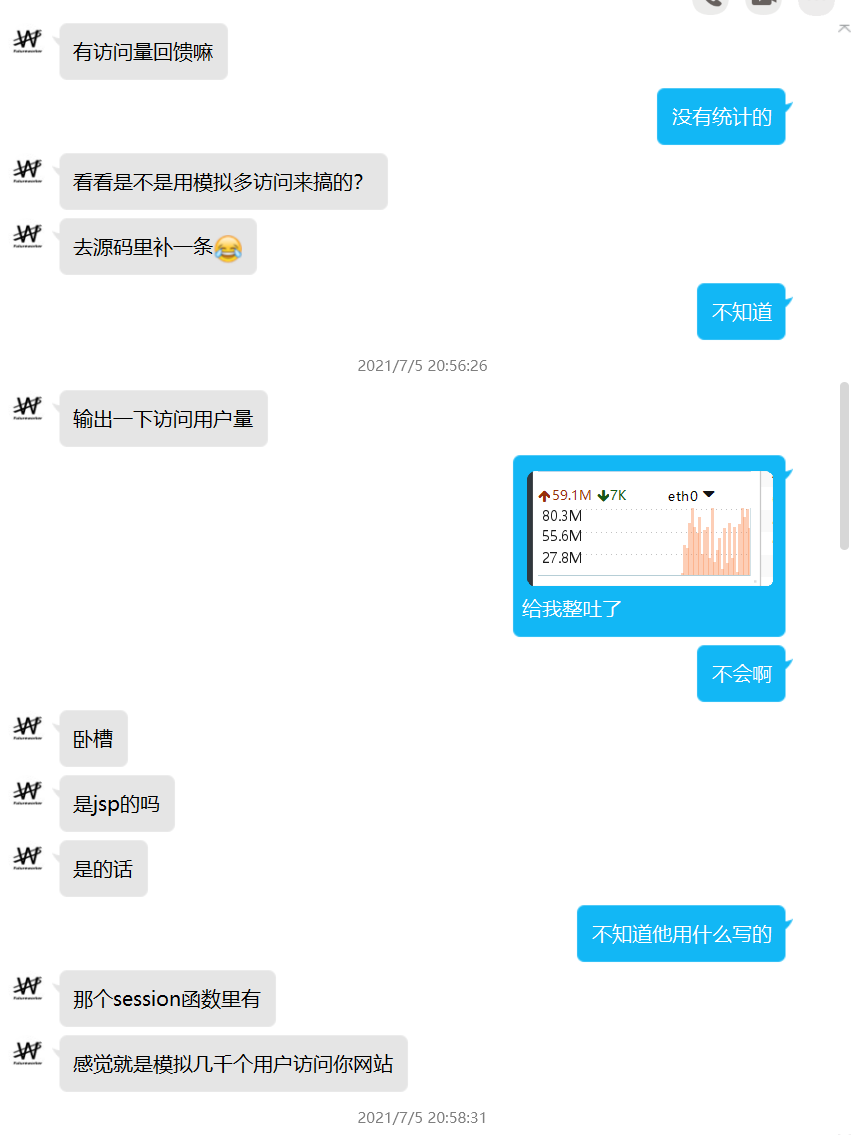 有访问量回馈嘛
没有统计的
看看是不是用模拟多访问来搞的？
去源码里补一条😂
不知道
2021/7/5 20:56:26
输出一下访问用户量
59.1M 7K eth0
80.3M
55.6M
27.8M
给我整吐了
不会啊
卧槽
是jsp的吗
是的话
不知道他用什么写的
那个session函数里有
感觉就是模拟几千个用户访问你网站
2021/7/5 20:58:31